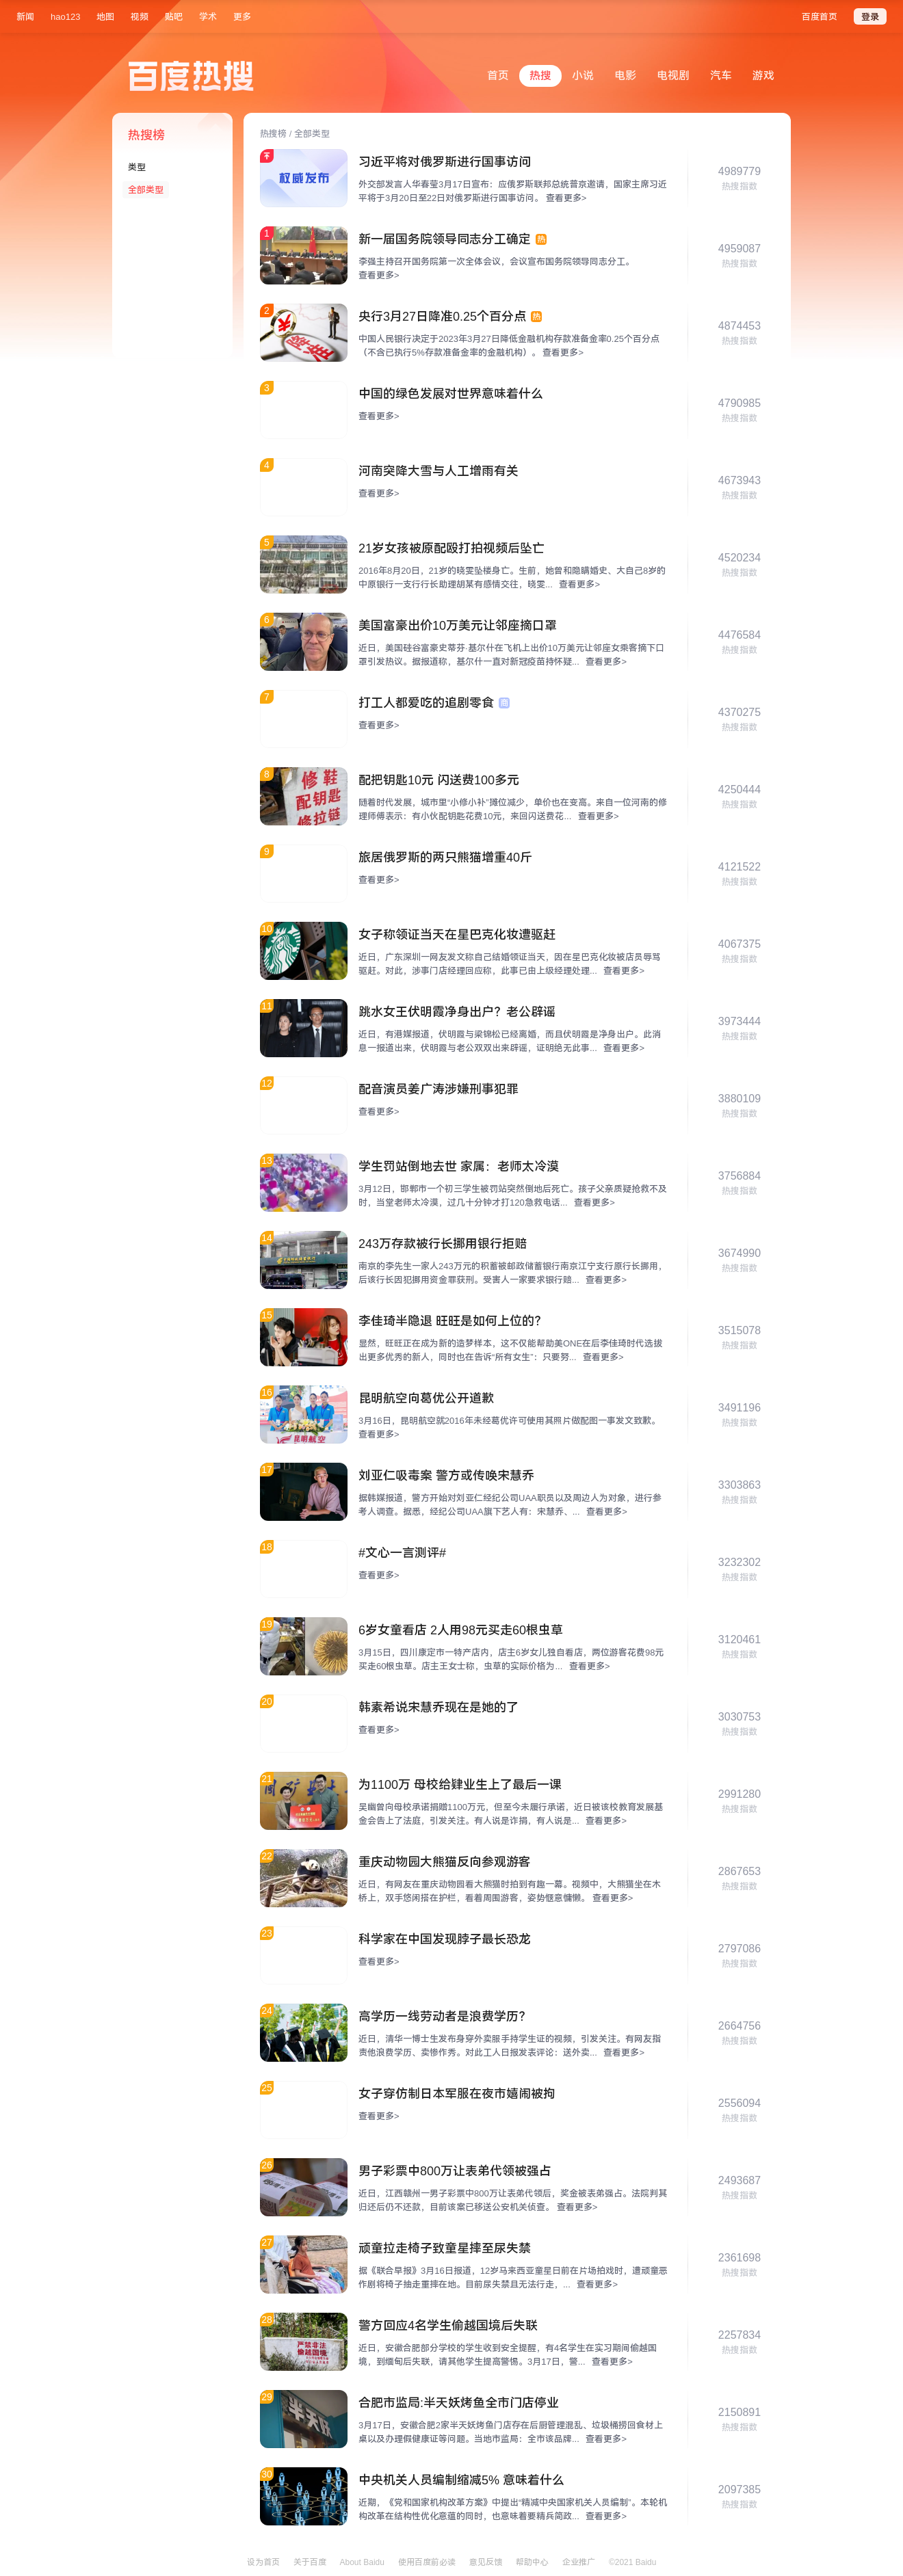 新闻 hao123 地图 视频 贴吧 学术 更多 百度首页 登录
百度热搜
首页 热搜 小说 电影 电视剧 汽车 游戏
热搜榜
类型
全部类型
热搜榜 / 全部类型
权威发布
习近平将对俄罗斯进行国事访问
外交部发言人华春莹3月17日宣布：应俄罗斯联邦总统普京邀请，国家主席习近
平将于3月20日至22日对俄罗斯进行国事访问。 查看更多>
4989779
热搜指数
1
新一届国务院领导同志分工确定 热
李强主持召开国务院第一次全体会议，会议宣布国务院领导同志分工。
查看更多>
4959087
热搜指数
2
央行3月27日降准0.25个百分点 热
中国人民银行决定于2023年3月27日降低金融机构存款准备金率0.25个百分点
（不含已执行5%存款准备金率的金融机构）。 查看更多>
4874453
热搜指数
3
中国的绿色发展对世界意味着什么
查看更多>
4790985
热搜指数
4
河南突降大雪与人工增雨有关
查看更多>
4673943
热搜指数
5
21岁女孩被原配殴打拍视频后坠亡
2016年8月20日，21岁的晓雯坠楼身亡。生前，她曾和隐瞒婚史、大自己8岁的
中原银行一支行行长助理胡某有感情交往，晓雯... 查看更多>
4520234
热搜指数
6
美国富豪出价10万美元让邻座摘口罩
近日，美国硅谷富豪史蒂芬·基尔什在飞机上出价10万美元让邻座女乘客摘下口
罩引发热议。据报道称，基尔什一直对新冠疫苗持怀疑... 查看更多>
4476584
热搜指数
7
打工人都爱吃的追剧零食 商
查看更多>
4370275
热搜指数
8
修鞋
配钥匙
修拉链
配把钥匙10元 闪送费100多元
随着时代发展，城市里“小修小补”摊位减少，单价也在变高。来自一位河南的修
理师傅表示：有小伙配钥匙花费10元，来回闪送费花... 查看更多>
4250444
热搜指数
9
旅居俄罗斯的两只熊猫增重40斤
查看更多>
4121522
热搜指数
10
女子称领证当天在星巴克化妆遭驱赶
近日，广东深圳一网友发文称自己结婚领证当天，因在星巴克化妆被店员辱骂
驱赶。对此，涉事门店经理回应称，此事已由上级经理处理... 查看更多>
4067375
热搜指数
11
跳水女王伏明霞净身出户？老公辟谣
近日，有港媒报道，伏明霞与梁锦松已经离婚，而且伏明霞是净身出户。此消
息一报道出来，伏明霞与老公双双出来辟谣，证明绝无此事... 查看更多>
3973444
热搜指数
12
配音演员姜广涛涉嫌刑事犯罪
查看更多>
3880109
热搜指数
13
学生罚站倒地去世 家属：老师太冷漠
3月12日，邯郸市一个初三学生被罚站突然倒地后死亡。孩子父亲质疑抢救不及
时，当堂老师太冷漠，过几十分钟才打120急救电话... 查看更多>
3756884
热搜指数
14
243万存款被行长挪用银行拒赔
南京的李先生一家人243万元的积蓄被邮政储蓄银行南京江宁支行原行长挪用，
后该行长因犯挪用资金罪获刑。受害人一家要求银行赔... 查看更多>
3674990
热搜指数
15
李佳琦半隐退 旺旺是如何上位的？
显然，旺旺正在成为新的造梦样本，这不仅能帮助美ONE在后李佳琦时代选拔
出更多优秀的新人，同时也在告诉“所有女生”：只要努... 查看更多>
3515078
热搜指数
16
昆明航空
昆明航空向葛优公开道歉
3月16日，昆明航空就2016年未经葛优许可使用其照片做配图一事发文致歉。
查看更多>
3491196
热搜指数
17
刘亚仁吸毒案 警方或传唤宋慧乔
据韩媒报道，警方开始对刘亚仁经纪公司UAA职员以及周边人为对象，进行参
考人调查。据悉，经纪公司UAA旗下艺人有：宋慧乔、... 查看更多>
3303863
热搜指数
18
#文心一言测评#
查看更多>
3232302
热搜指数
19
6岁女童看店 2人用98元买走60根虫草
3月15日，四川康定市一特产店内，店主6岁女儿独自看店，两位游客花费98元
买走60根虫草。店主王女士称，虫草的实际价格为... 查看更多>
3120461
热搜指数
20
韩素希说宋慧乔现在是她的了
查看更多>
3030753
热搜指数
21
为1100万 母校给肄业生上了最后一课
吴幽曾向母校承诺捐赠1100万元，但至今未履行承诺，近日被该校教育发展基
金会告上了法庭，引发关注。有人说是诈捐，有人说是... 查看更多>
2991280
热搜指数
22
重庆动物园大熊猫反向参观游客
近日，有网友在重庆动物园看大熊猫时拍到有趣一幕。视频中，大熊猫坐在木
桥上，双手悠闲搭在护栏，看着周围游客，姿势惬意慵懒。 查看更多>
2867653
热搜指数
23
科学家在中国发现脖子最长恐龙
查看更多>
2797086
热搜指数
24
高学历一线劳动者是浪费学历？
近日，清华一博士生发布身穿外卖服手持学生证的视频，引发关注。有网友指
责他浪费学历、卖惨作秀。对此工人日报发表评论：送外卖... 查看更多>
2664756
热搜指数
25
女子穿仿制日本军服在夜市嬉闹被拘
查看更多>
2556094
热搜指数
26
男子彩票中800万让表弟代领被强占
近日，江西赣州一男子彩票中800万让表弟代领后，奖金被表弟强占。法院判其
归还后仍不还款，目前该案已移送公安机关侦查。 查看更多>
2493687
热搜指数
27
顽童拉走椅子致童星摔至尿失禁
据《联合早报》3月16日报道，12岁马来西亚童星日前在片场拍戏时，遭顽童恶
作剧将椅子抽走重摔在地。目前尿失禁且无法行走，... 查看更多>
2361698
热搜指数
28
严禁非法
偷越国境
警方回应4名学生偷越国境后失联
近日，安徽合肥部分学校的学生收到安全提醒，有4名学生在实习期间偷越国
境，到缅甸后失联，请其他学生提高警惕。3月17日，警... 查看更多>
2257834
热搜指数
29
半天妖
合肥市监局:半天妖烤鱼全市门店停业
3月17日，安徽合肥2家半天妖烤鱼门店存在后厨管理混乱、垃圾桶捞回食材上
桌以及办理假健康证等问题。当地市监局：全市该品牌... 查看更多>
2150891
热搜指数
30
中央机关人员编制缩减5% 意味着什么
近期，《党和国家机构改革方案》中提出“精减中央国家机关人员编制”。本轮机
构改革在结构性优化意蕴的同时，也意味着要精兵简政... 查看更多>
2097385
热搜指数
设为首页 关于百度 About Baidu 使用百度前必读 意见反馈 帮助中心 企业推广 ©2021 Baidu